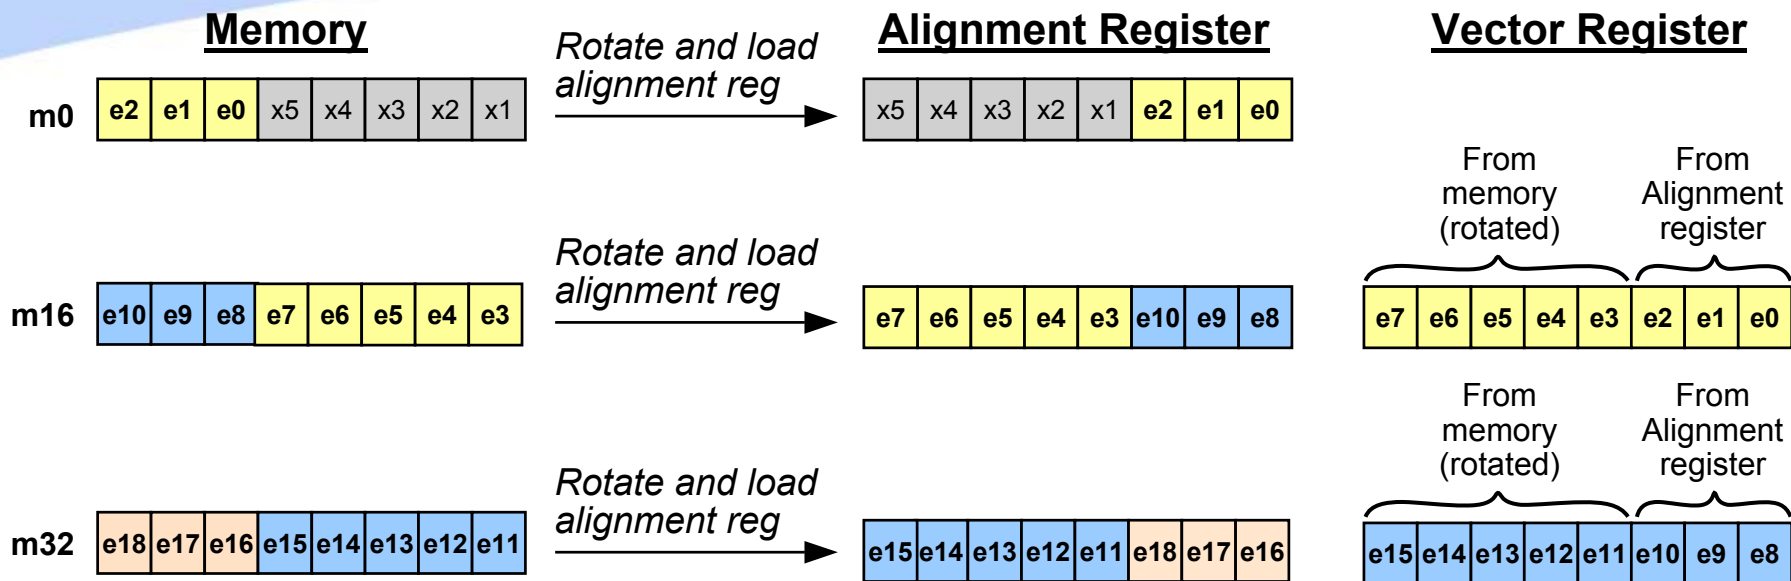 Memory
Alignment Register
Vector Register
Rotate and load
alignment reg
m0 e2 e1 e0 x5 x4 x3 x2 x1
x5 x4 x3 x2 x1 e2 e1 e0
From
memory
(rotated)
From
Alignment
register
Rotate and load
alignment reg
m16 e10 e9 e8 e7 e6 e5 e4 e3
e7 e6 e5 e4 e3 e10 e9 e8
e7 e6 e5 e4 e3 e2 e1 e0
From
memory
(rotated)
From
Alignment
register
Rotate and load
alignment reg
m32 e18 e17 e16 e15 e14 e13 e12 e11
e15 e14 e13 e12 e11 e18 e17 e16
e15 e14 e13 e12 e11 e10 e9 e8